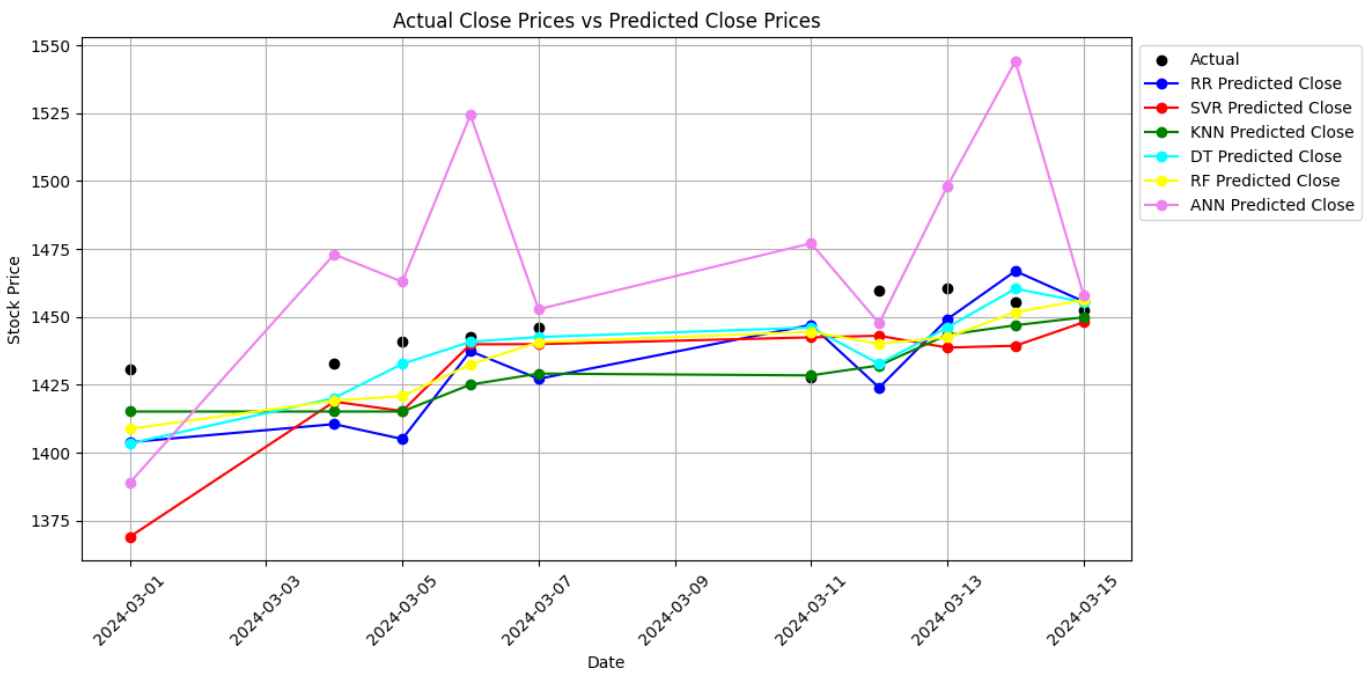 Actual Close Prices vs Predicted Close Prices
1550
1525
1500
1475
1450
1425
1400
1375
Stock Price
2024-03-01
2024-03-03
2024-03-05
2024-03-07
2024-03-09
2024-03-11
2024-03-13
2024-03-15
Date
Actual
RR Predicted Close
SVR Predicted Close
KNN Predicted Close
DT Predicted Close
RF Predicted Close
ANN Predicted Close